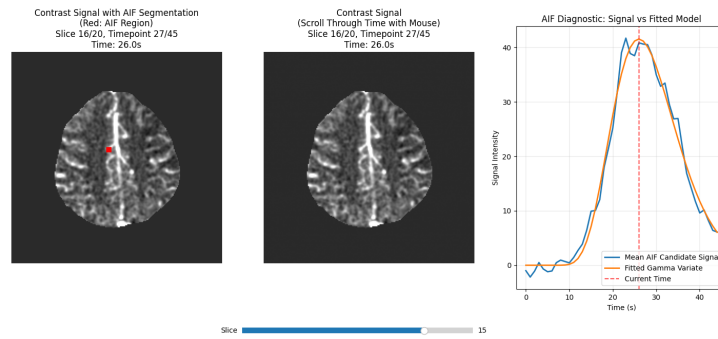 Contrast Signal with AIF Segmentation
(Red: AIF Region)
Slice 16/20, Timepoint 27/45
Time: 26.0s
Contrast Signal
(Scroll Through Time with Mouse)
Slice 16/20, Timepoint 27/45
Time: 26.0s
AIF Diagnostic: Signal vs Fitted Model
Signal Intensity
40
30
20
10
0
0 10 20 30 40
Time (s)
Mean AIF Candidate Signa
Fitted Gamma Variate
Current Time
Slice 15